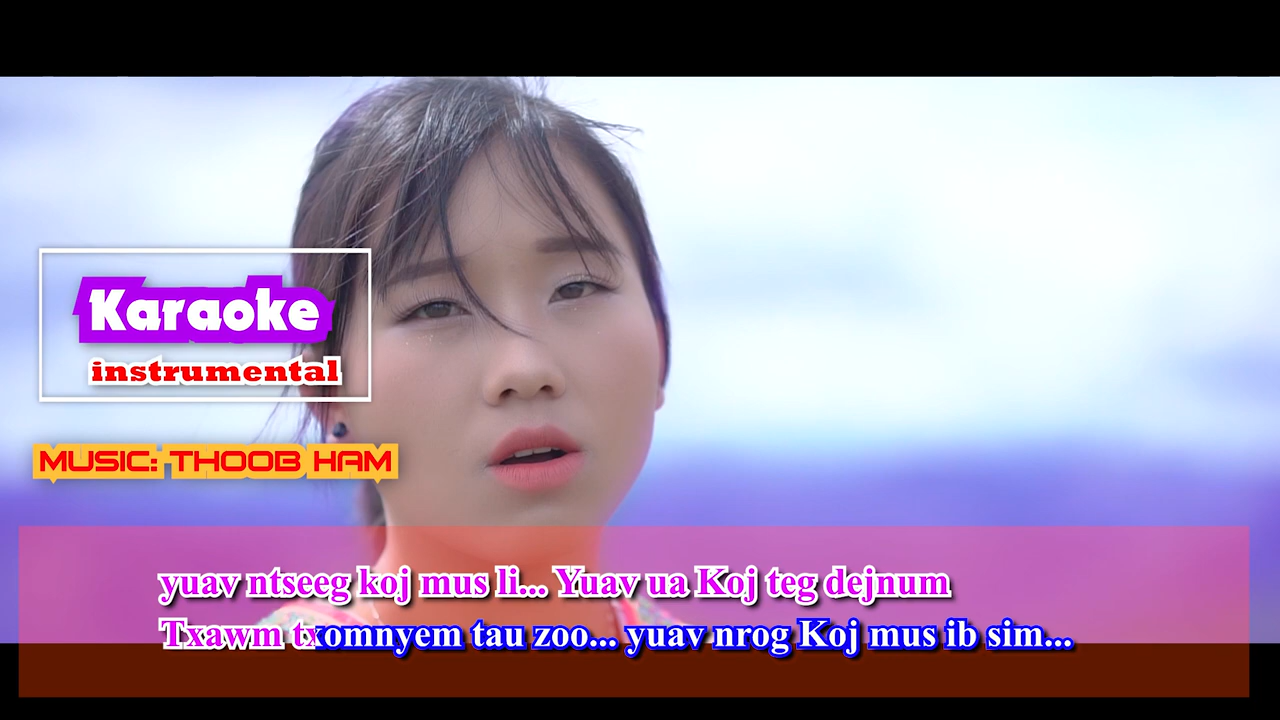 Karaoke
instrumental
MUSIC: THOOB HAM
yuav ntseeg koj mus li... Yuav ua Koj teg dejnum
Txawm txomnyem tau zoo... yuav nrog Koj mus ib sim...